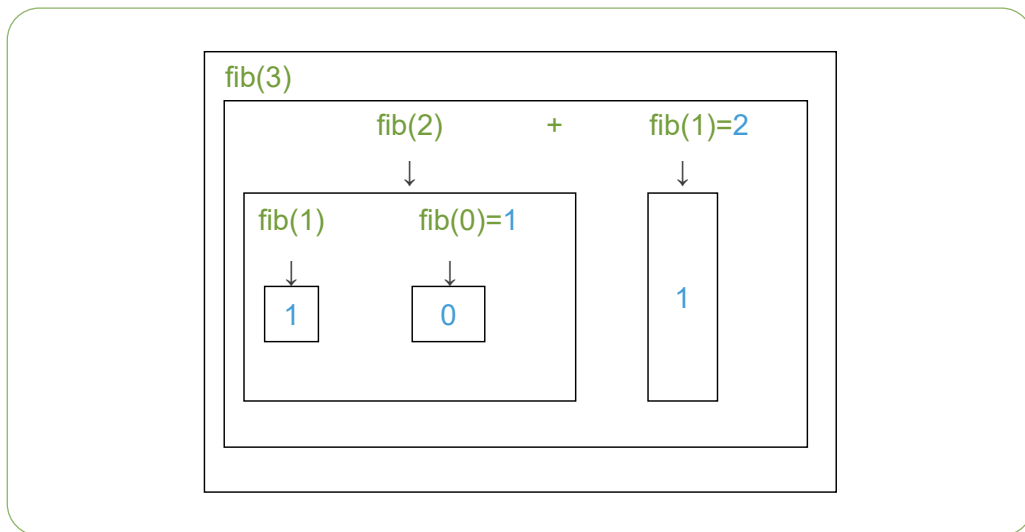 fib(3)
fib(2) + fib(1)=2
↓ ↓
fib(1) fib(0)=1
↓ ↓
1 0 1